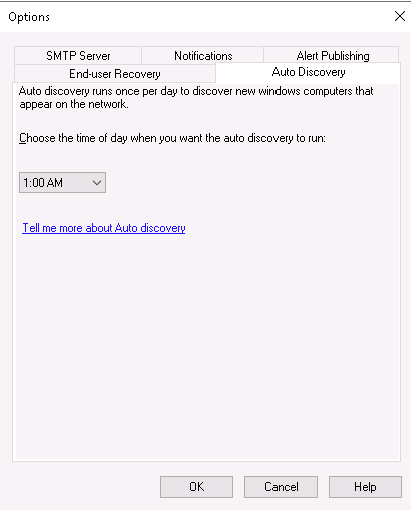 Options
SMTP Server
Notifications
Alert Publishing
End-user Recovery
Auto Discovery
Auto discovery runs once per day to discover new windows computers that
appear on the network.
Choose the time of day when you want the auto discovery to run:
1:00 AM
Tell me more about Auto discovery
OK
Cancel
Help